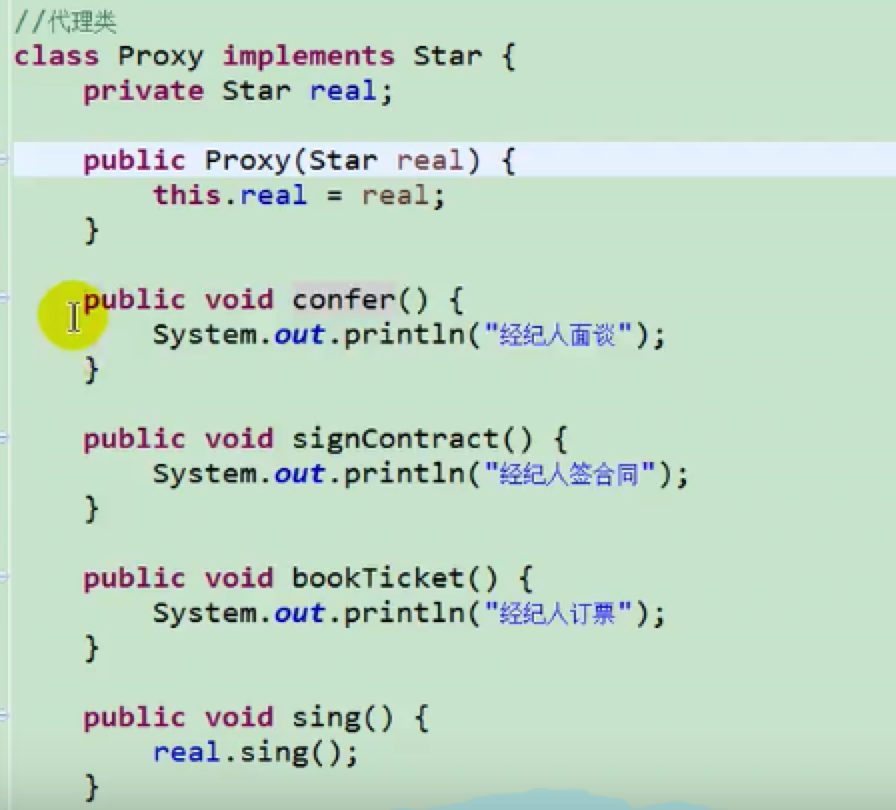 //代理类
class Proxy implements Star {
    private Star real;

    public Proxy(Star real) {
        this.real = real;
    }

    public void confer() {
        System.out.println("经纪人面谈");
    }

    public void signContract() {
        System.out.println("经纪人签合同");
    }

    public void bookTicket() {
        System.out.println("经纪人订票");
    }

    public void sing() {
        real.sing();
    }